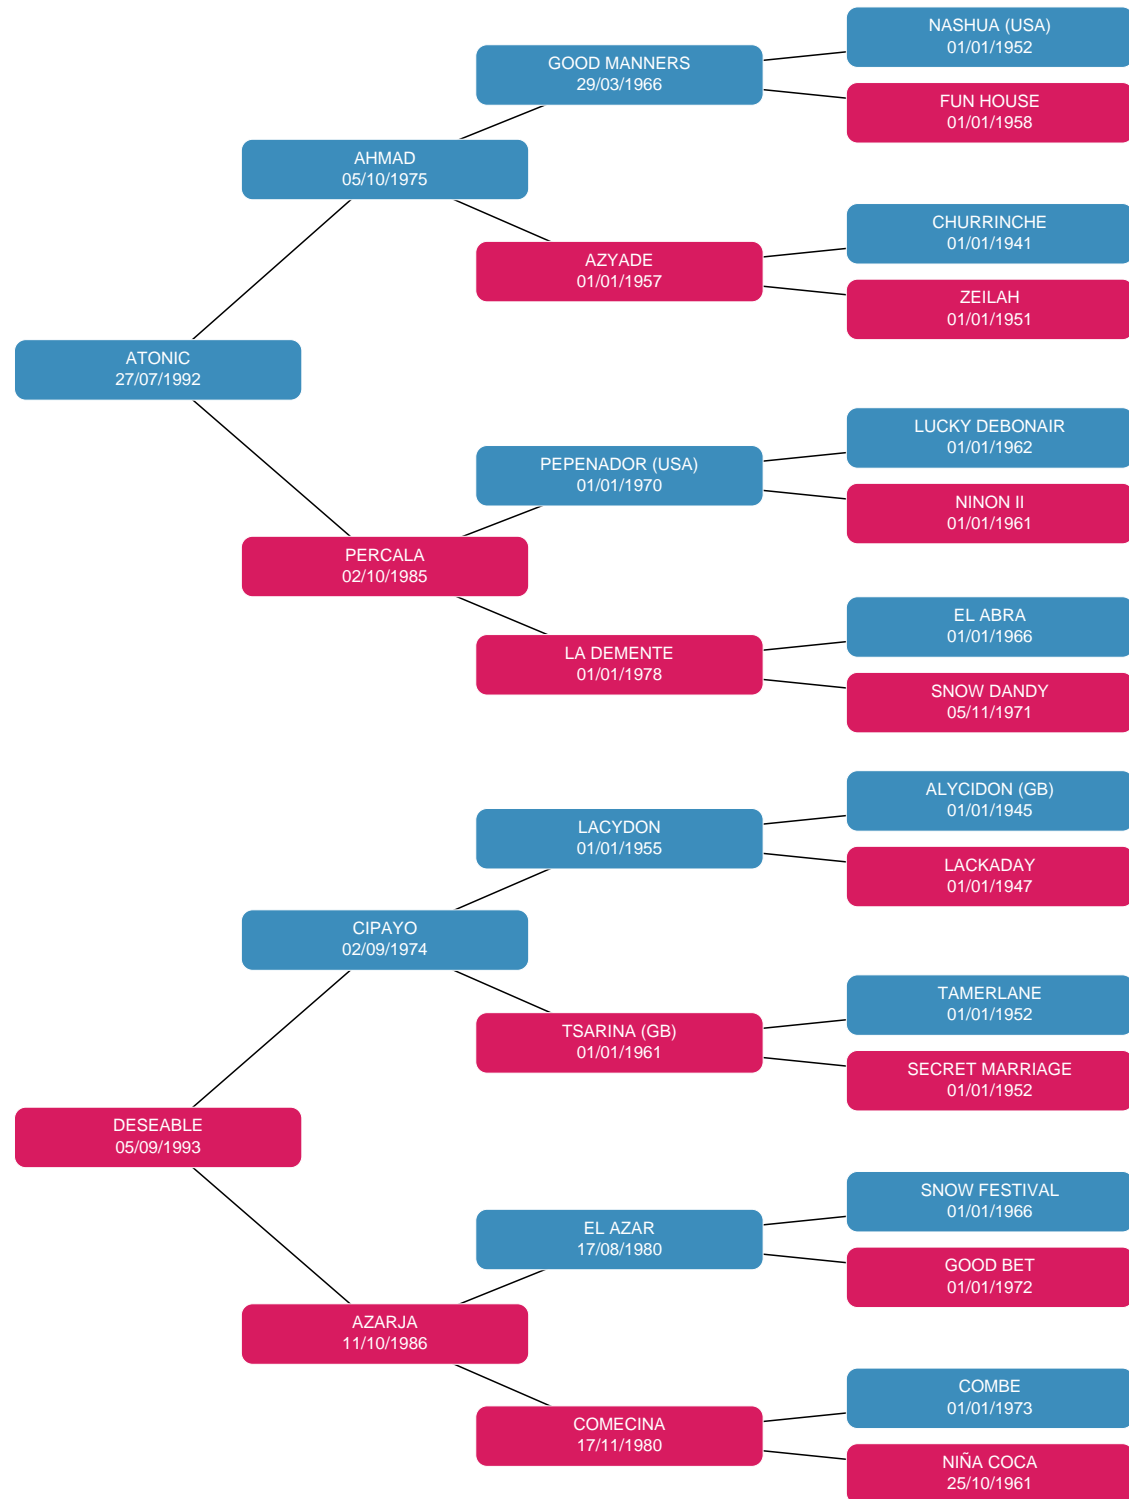 NASHUA (USA)
01/01/1952
GOOD MANNERS
29/03/1966
FUN HOUSE
01/01/1958
AHMAD
05/10/1975
CHURRINCHE
01/01/1941
AZYADE
01/01/1957
ZEILAH
01/01/1951
ATONIC
27/07/1992
LUCKY DEBONAIR
01/01/1962
PEPENADOR (USA)
01/01/1970
NINON II
01/01/1961
PERCALA
02/10/1985
EL ABRA
01/01/1966
LA DEMENTE
01/01/1978
SNOW DANDY
05/11/1971
ALYCIDON (GB)
01/01/1945
LACYDON
01/01/1955
LACKADAY
01/01/1947
CIPAYO
02/09/1974
TAMERLANE
01/01/1952
TSARINA (GB)
01/01/1961
SECRET MARRIAGE
01/01/1952
DESEABLE
05/09/1993
SNOW FESTIVAL
01/01/1966
EL AZAR
17/08/1980
GOOD BET
01/01/1972
AZARJA
11/10/1986
COMBE
01/01/1973
COMECINA
17/11/1980
NIÑA COCA
25/10/1961